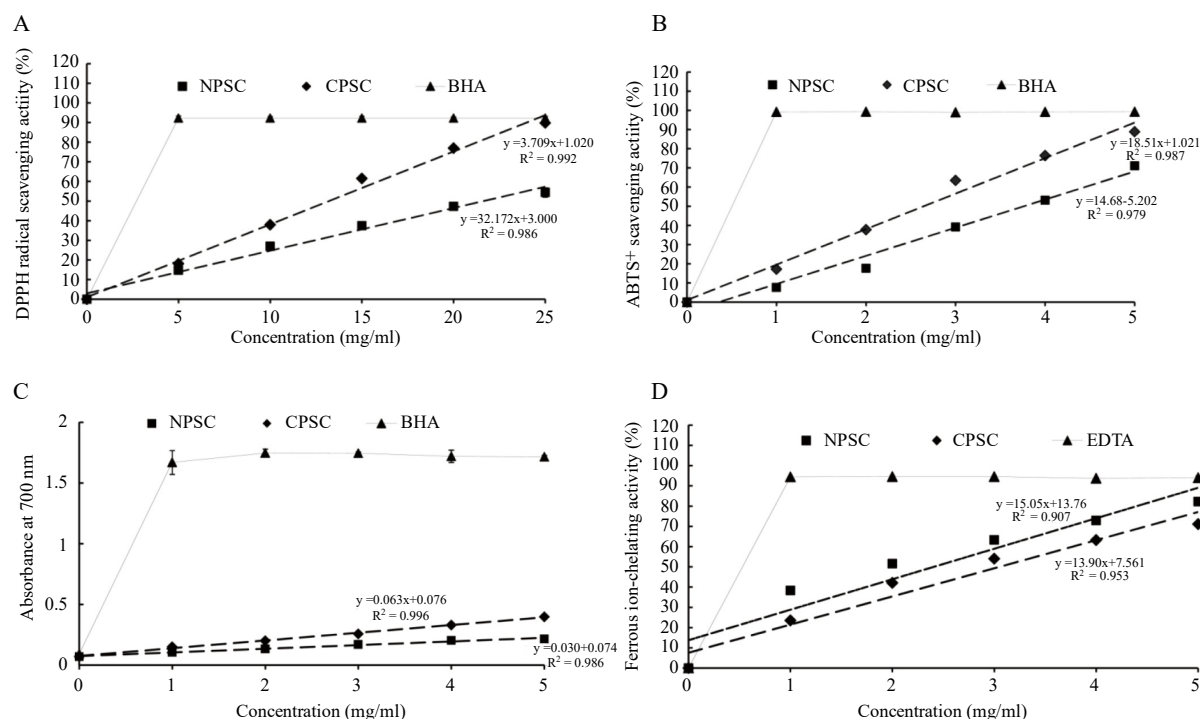 A
DPPH radical scavenging actiity (%)
120
110
100
90
80
70
60
50
40
30
20
10
0
NPSC CPSC BHA
y =3.709x+1.020
R² = 0.992
y =32.172x+3.000
R² = 0.986
0 5 10 15 20 25
Concentration (mg/ml)
B
ABTS⁺ scavenging actiity (%)
120
110
100
90
80
70
60
50
40
30
20
10
0
NPSC CPSC BHA
y =18.51x+1.021
R² = 0.987
y =14.68-5.202
R² = 0.979
0 1 2 3 4 5
Concentration (mg/ml)
C
Absorbance at 700 nm
2
1.5
1
0.5
0
NPSC CPSC BHA
y =0.063x+0.076
R² = 0.996
y =0.030+0.074
R² = 0.986
0 1 2 3 4 5
Concentration (mg/ml)
D
Ferrous ion-chelating activity (%)
120
110
100
90
80
70
60
50
40
30
20
10
0
NPSC CPSC EDTA
y =15.05x+13.76
R² = 0.907
y =13.90x+7.561
R² = 0.953
0 1 2 3 4 5
Concentration (mg/ml)